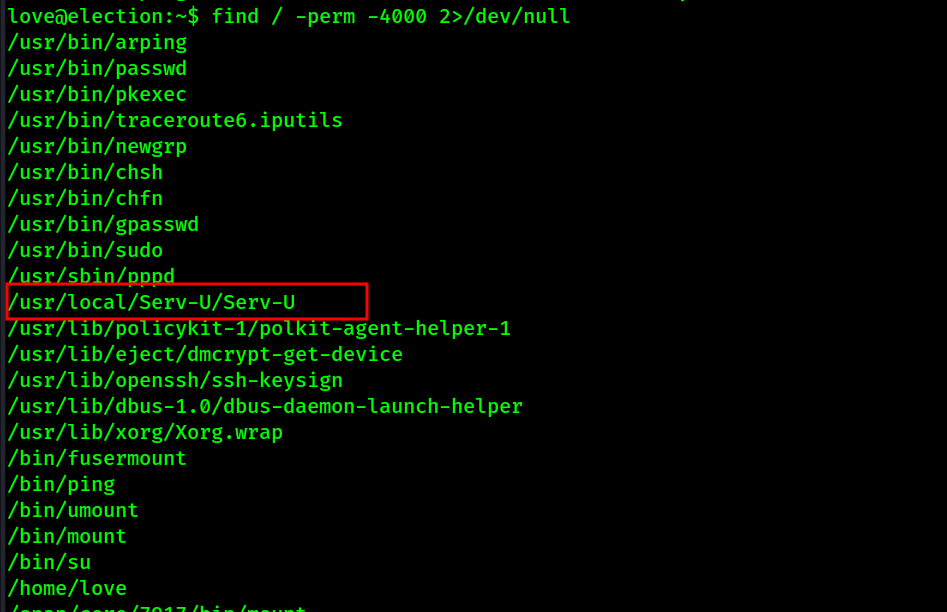 love@election:~$ find / -perm -4000 2>/dev/null
/usr/bin/arping
/usr/bin/passwd
/usr/bin/pkexec
/usr/bin/traceroute6.iputils
/usr/bin/newgrp
/usr/bin/chsh
/usr/bin/chfn
/usr/bin/gpasswd
/usr/bin/sudo
/usr/sbin/pppd
/usr/local/Serv-U/Serv-U
/usr/lib/policykit-1/polkit-agent-helper-1
/usr/lib/eject/dmcrypt-get-device
/usr/lib/openssh/ssh-keysign
/usr/lib/dbus-1.0/dbus-daemon-launch-helper
/usr/lib/xorg/Xorg.wrap
/bin/fusermount
/bin/ping
/bin/umount
/bin/mount
/bin/su
/home/love